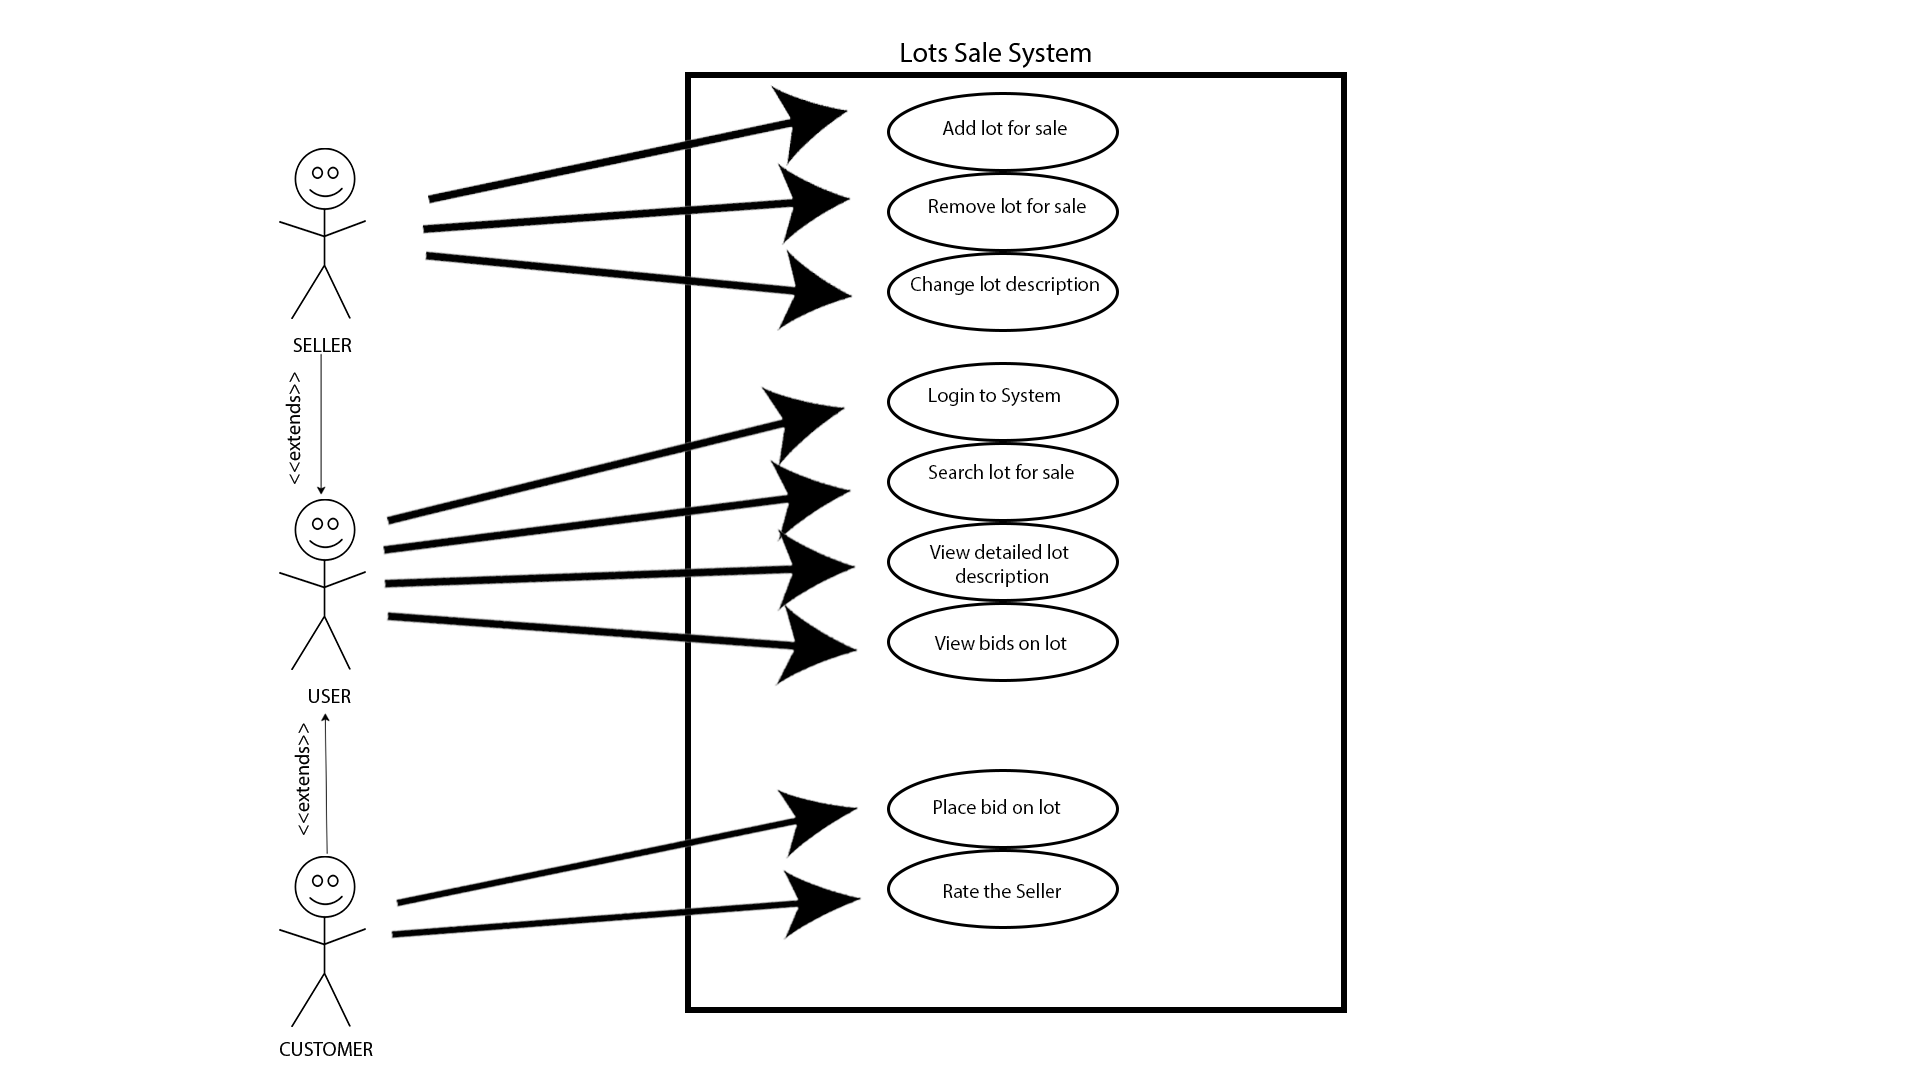 Lots Sale System
Add lot for sale
Remove lot for sale
Change lot description
SELLER
<<extends>>
Login to System
Search lot for sale
View detailed lot
description
View bids on lot
USER
<<extends>>
Place bid on lot
Rate the Seller
CUSTOMER